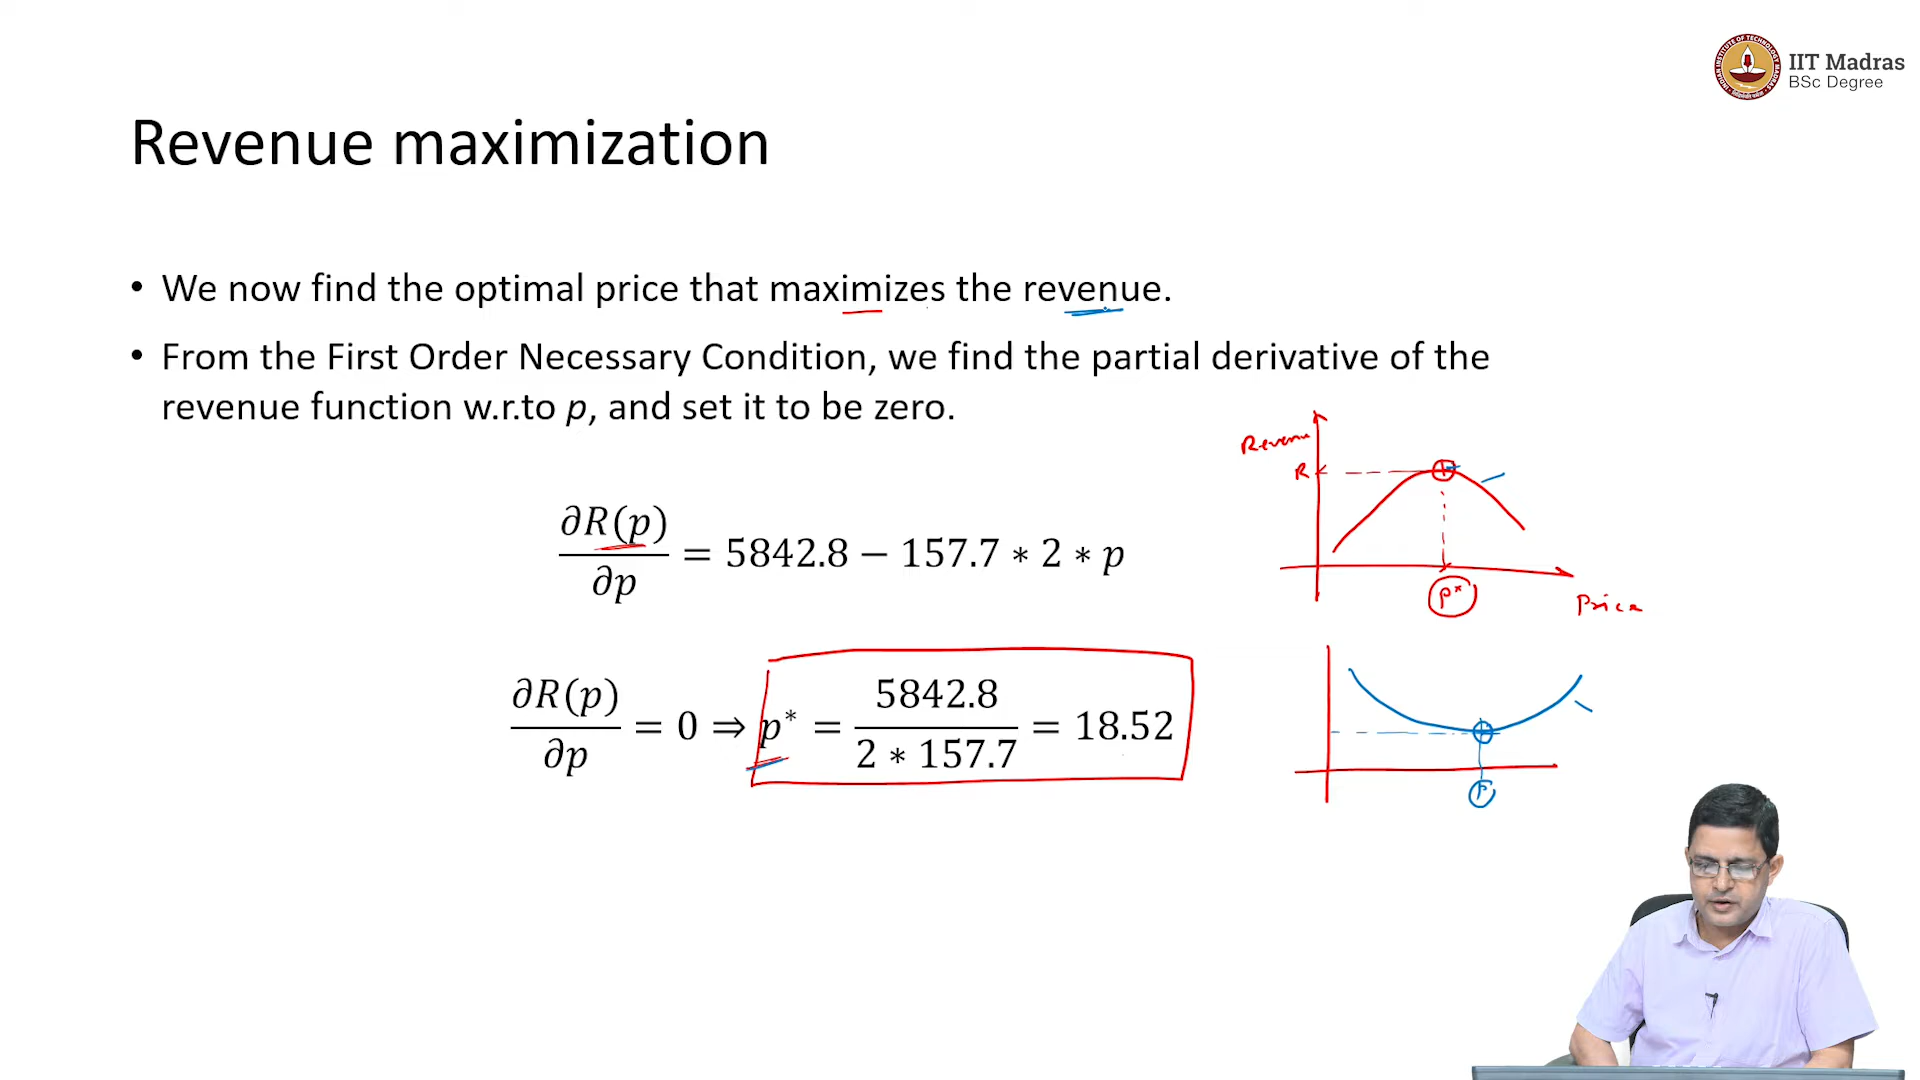 IIT Madras
BSc Degree
Revenue maximization
• We now find the optimal price that maximizes the revenue.
• From the First Order Necessary Condition, we find the partial derivative of the
revenue function w.r.to p, and set it to be zero.
∂R(p)/∂p = 5842.8 − 157.7 * 2 * p
∂R(p)/∂p = 0 ⇒ p* = 5842.8/(2 * 157.7) = 18.52
Revenue
R
p*
Price
P